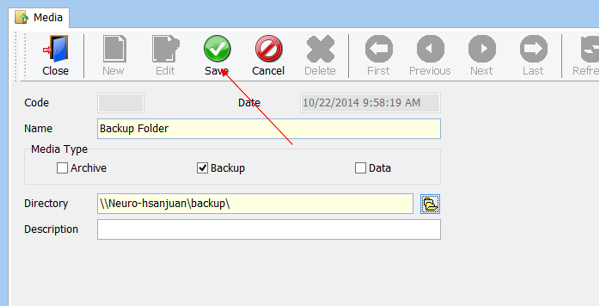 Media
Close New Edit Save Cancel Delete First Previous Next Last Refre
Code Date 10/22/2014 9:58:19 AM
Name Backup Folder
Media Type
Archive Backup Data
Directory \\Neuro-hsanjuan\backup\
Description